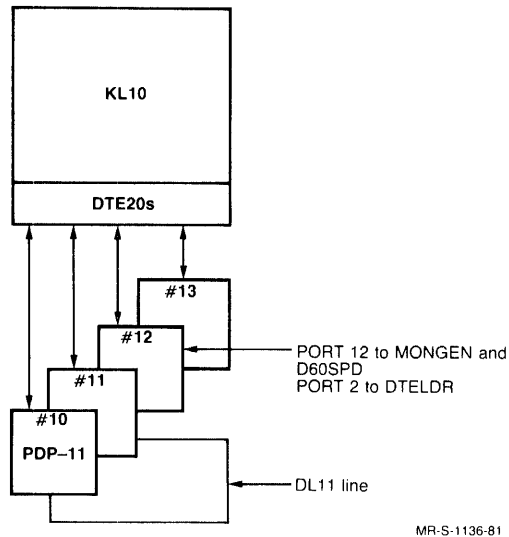 KL10
DTE20s
#13
#12
PORT 12 to MONGEN and
D60SPD
PORT 2 to DTELDR
#11
#10
PDP-11
DL11 line
MR-S-1136-81